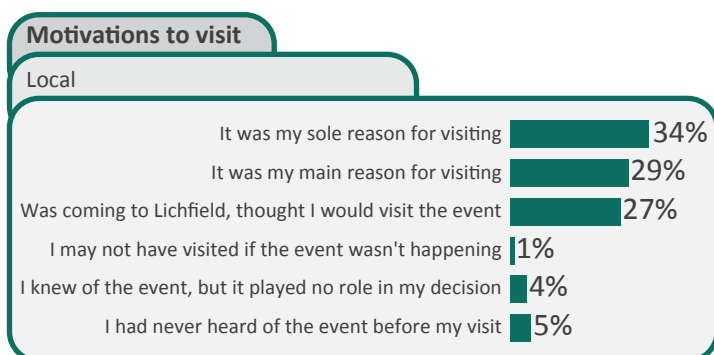 Motivations to visit
Local
It was my sole reason for visiting 34%
It was my main reason for visiting 29%
Was coming to Lichfield, thought I would visit the event 27%
I may not have visited if the event wasn't happening 1%
I knew of the event, but it played no role in my decision 4%
I had never heard of the event before my visit 5%